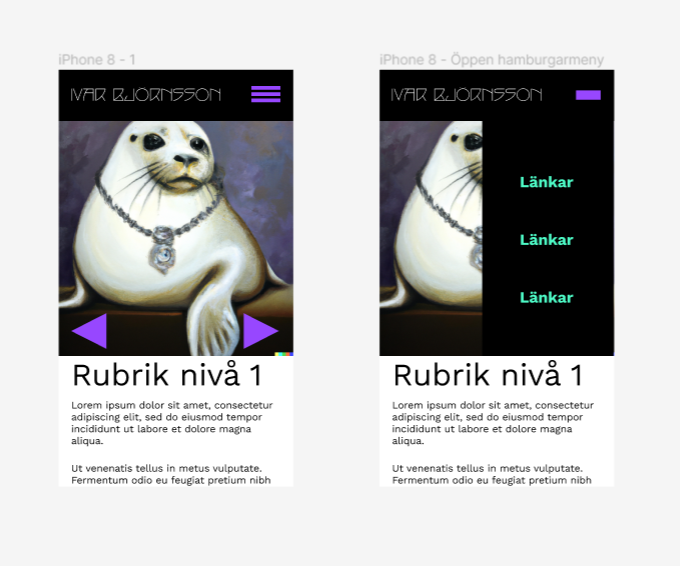 iPhone 8 - 1
IVAR BJORNSSON
Rubrik nivå 1
Lorem ipsum dolor sit amet, consectetur
adipiscing elit, sed do eiusmod tempor
incididunt ut labore et dolore magna
aliqua.
Ut venenatis tellus in metus vulputate.
Fermentum odio eu feugiat pretium nibh
iPhone 8 - Öppen hamburgarmeny
IVAR BJORNSSON
Länkar
Länkar
Länkar
Rubrik nivå 1
Lorem ipsum dolor sit amet, consectetur
adipiscing elit, sed do eiusmod tempor
incididunt ut labore et dolore magna
aliqua.
Ut venenatis tellus in metus vulputate.
Fermentum odio eu feugiat pretium nibh